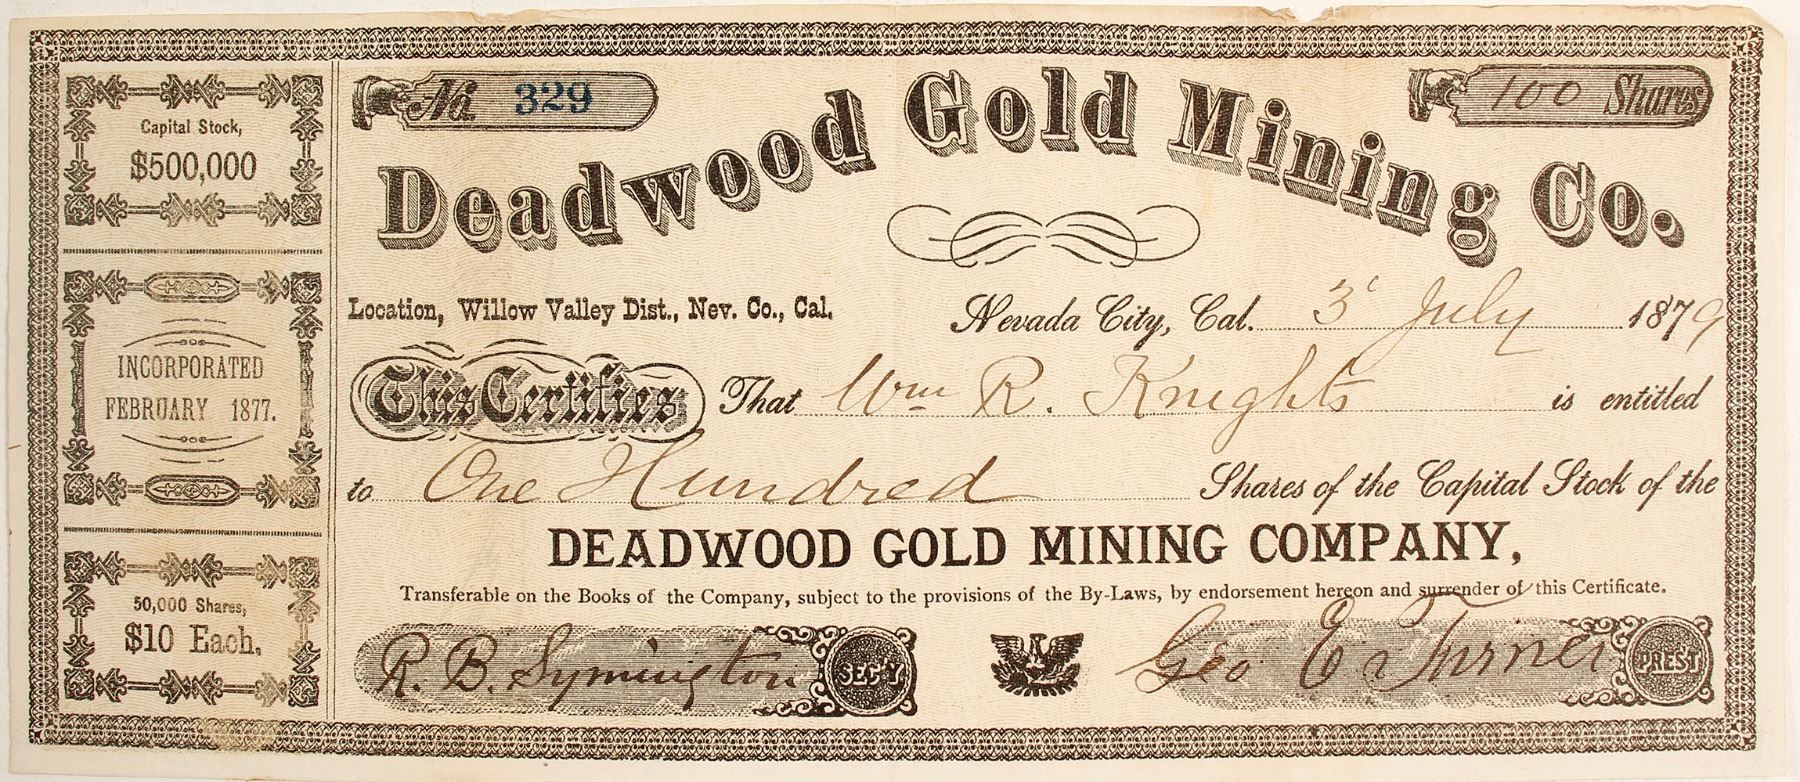 Capital Stock,
$500,000
INCORPORATED
FEBRUARY 1877.
50,000 Shares,
$10 Each.
No. 329
100 Shares
Deadwood Gold Mining Co.
Location, Willow Valley Dist., Nev. Co., Cal.
Nevada City, Cal. 3 July 1879
This Certifies That Wm R. Knights is entitled
to One Hundred Shares of the Capital Stock of the
DEADWOOD GOLD MINING COMPANY,
Transferable on the Books of the Company, subject to the provisions of the By-Laws, by endorsement hereon and surrender of this Certificate.
R. B. Symington SEC'Y
Geo E Turner PREST